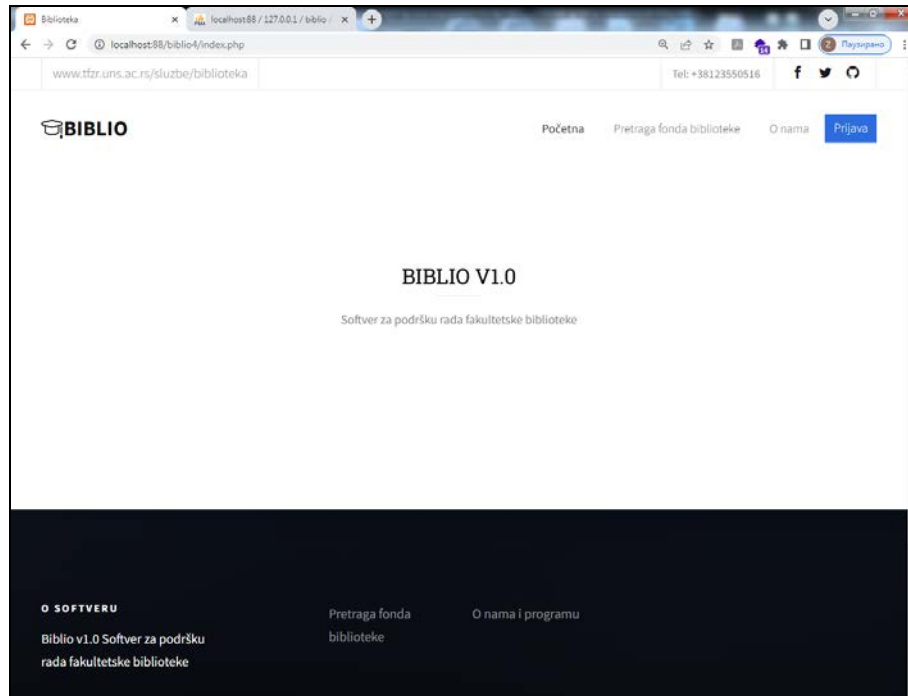 Biblioteka
localhost:88 / 127.0.0.1 / biblio
localhost:88/biblio4/index.php
14
Паузирано
www.tfzr.uns.ac.rs/sluzbe/biblioteka
Tel: +38123550516
BIBLIO
Početna
Pretraga fonda biblioteke
O nama
Prijava
BIBLIO V1.0
Softver za podršku rada fakultetske biblioteke
O SOFTVERU
Biblio v1.0 Softver za podršku
rada fakultetske biblioteke
Pretraga fonda
biblioteke
O nama i programu